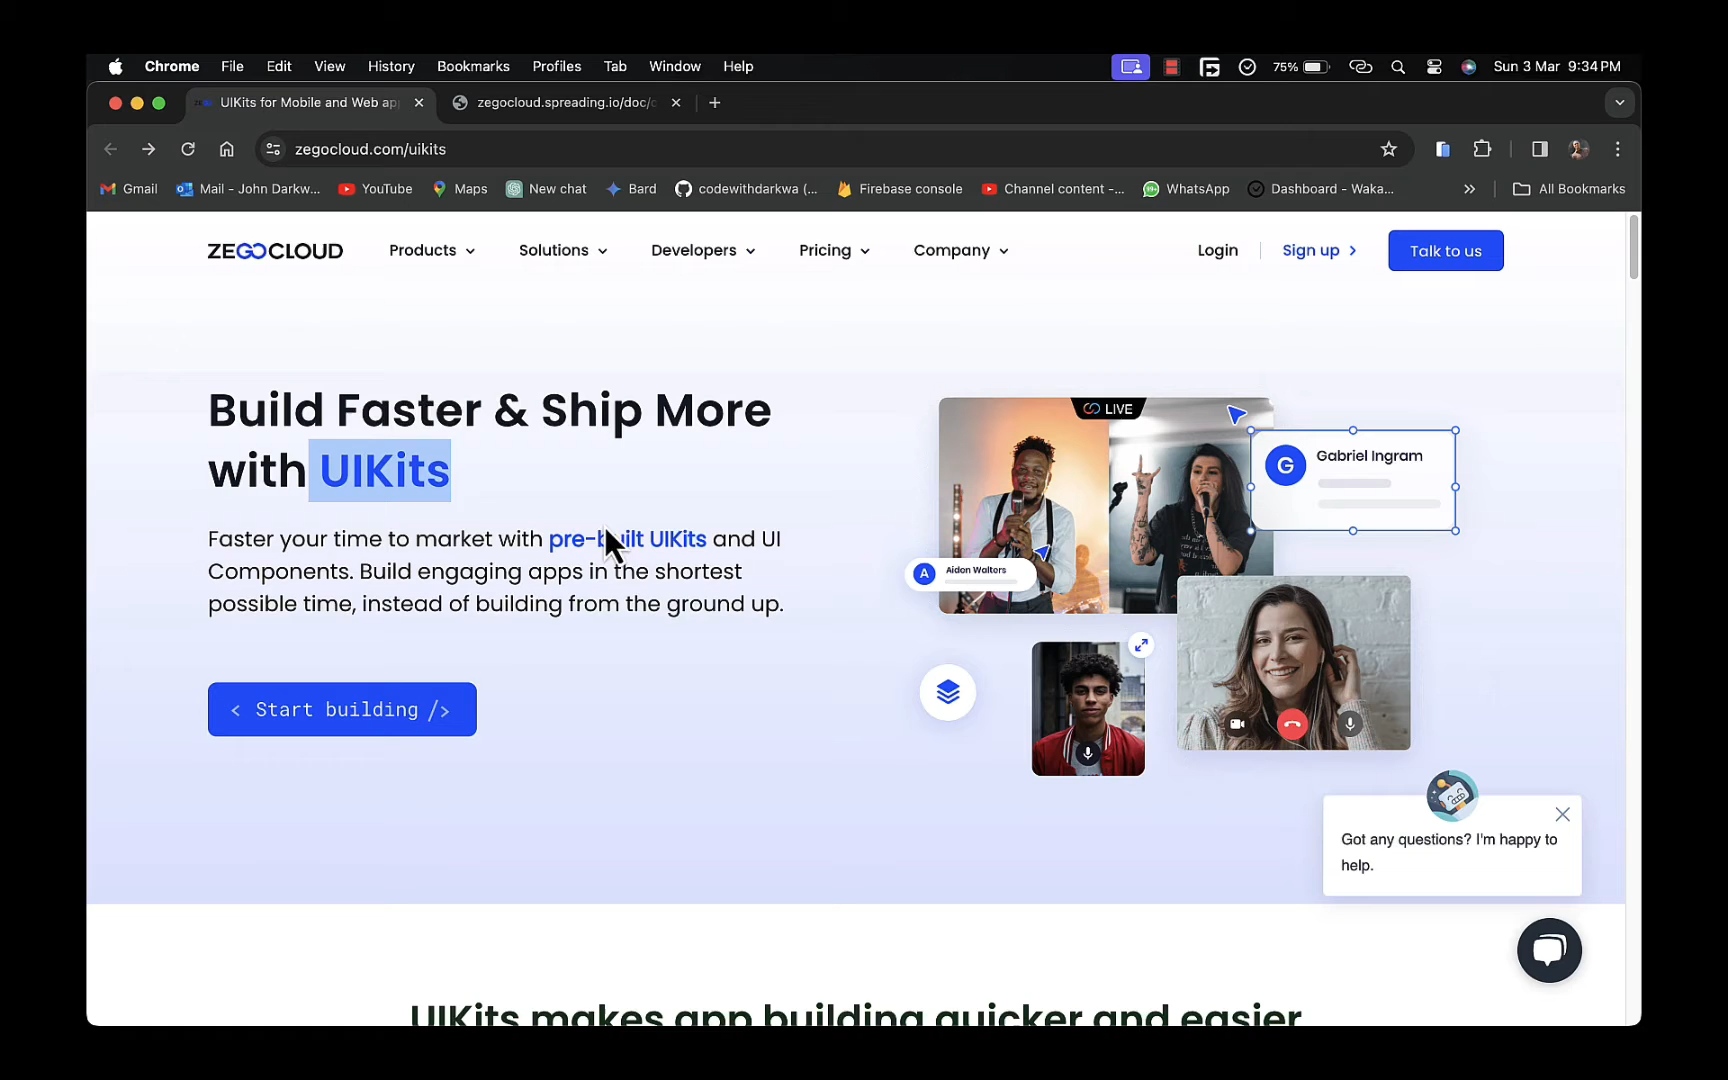 Chrome File Edit View History Bookmarks Profiles Tab Window Help 75% Sun 3 Mar 9:34 PM
UIKits for Mobile and Web ap zegocloud.spreading.io/doc/
zegocloud.com/uikits
Gmail Mail - John Darkw... YouTube Maps New chat Bard codewithdarkwa (... Firebase console Channel content -... 99+ WhatsApp Dashboard - Waka... » All Bookmarks
ZEGOCLOUD Products Solutions Developers Pricing Company Login Sign up Talk to us
Build Faster & Ship More
with UIKits
Faster your time to market with pre-built UIKits and UI
Components. Build engaging apps in the shortest
possible time, instead of building from the ground up.
< Start building />
LIVE
G Gabriel Ingram
A Aidon Walters
Got any questions? I'm happy to
help.
UIKits makes app building quicker and easier